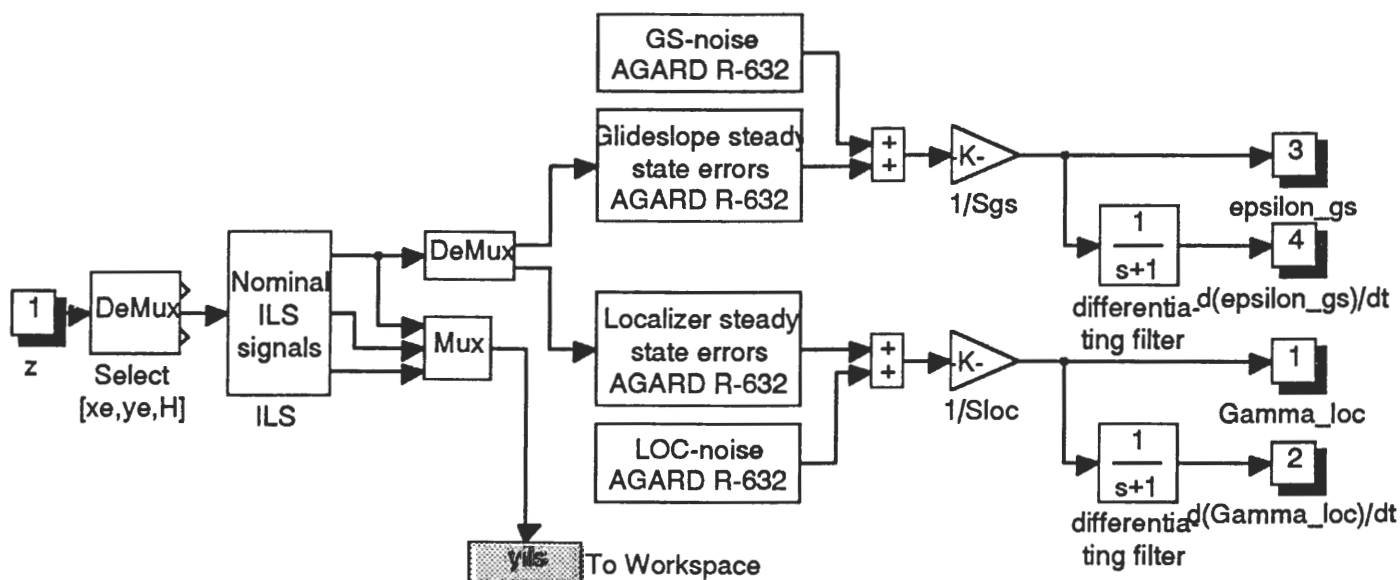 GS-noise
AGARD R-632
Glideslope steady
state errors
AGARD R-632
+
+
-K-
1/Sgs
3
epsilon_gs
1
s+1
4
differentia-
ting filter
d(epsilon_gs)/dt
1
z
DeMux
Select
[xe,ye,H]
Nominal
ILS
signals
ILS
DeMux
Mux
Localizer steady
state errors
AGARD R-632
+
+
-K-
1/Sloc
1
Gamma_loc
LOC-noise
AGARD R-632
1
s+1
2
differentia-
ting filter
d(Gamma_loc)/dt
yils
To Workspace